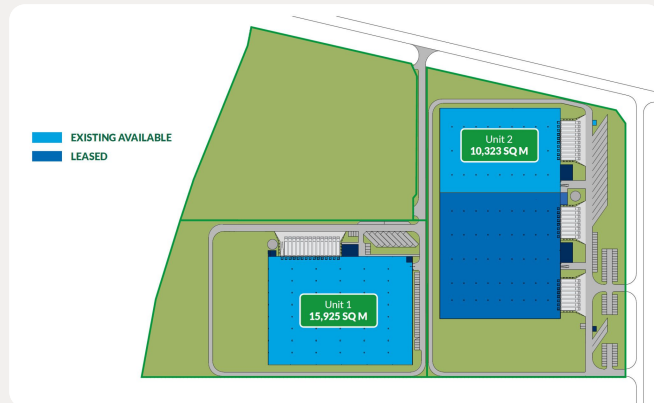 EXISTING AVAILABLE
LEASED
Unit 2
10,323 SQ M
Unit 1
15,925 SQ M